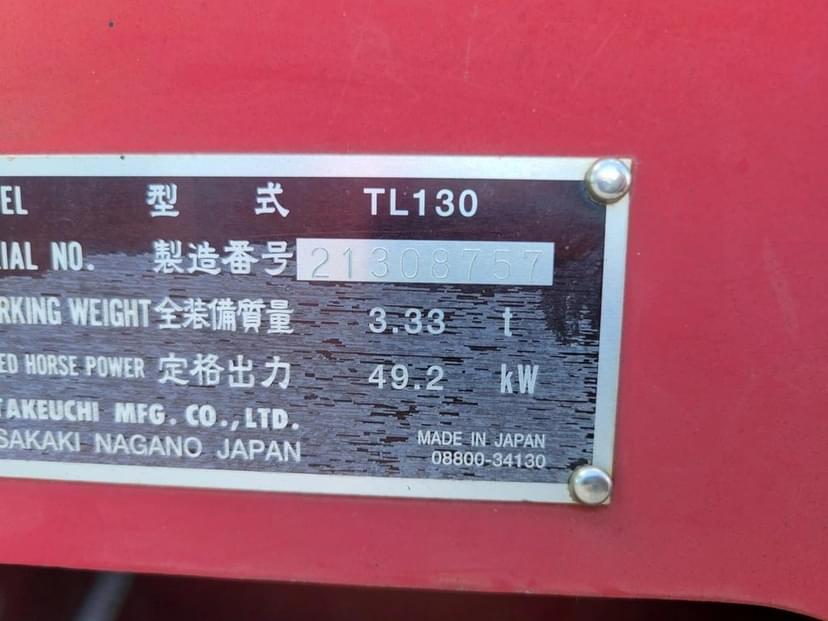 DEL 型 式 TL130
RIAL NO. 製造番号 21308757
RKING WEIGHT 全装備質量 3.33 t
ED HORSE POWER 定格出力 49.2 kW
TAKEUCHI MFG. CO.,LTD.
SAKAKI NAGANO JAPAN
MADE IN JAPAN
08800-34130